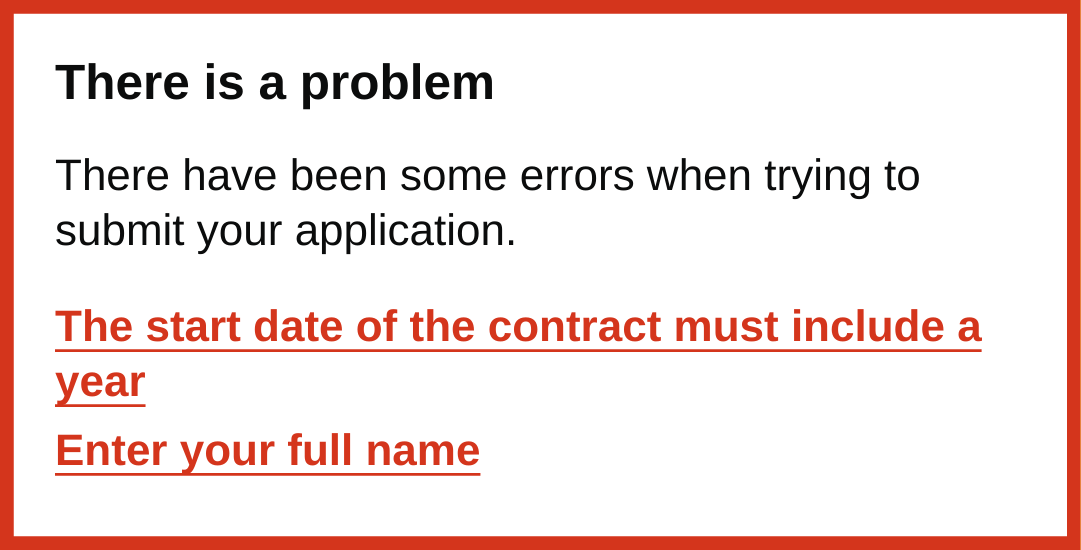 There is a problem
There have been some errors when trying to
submit your application.
The start date of the contract must include a
year
Enter your full name